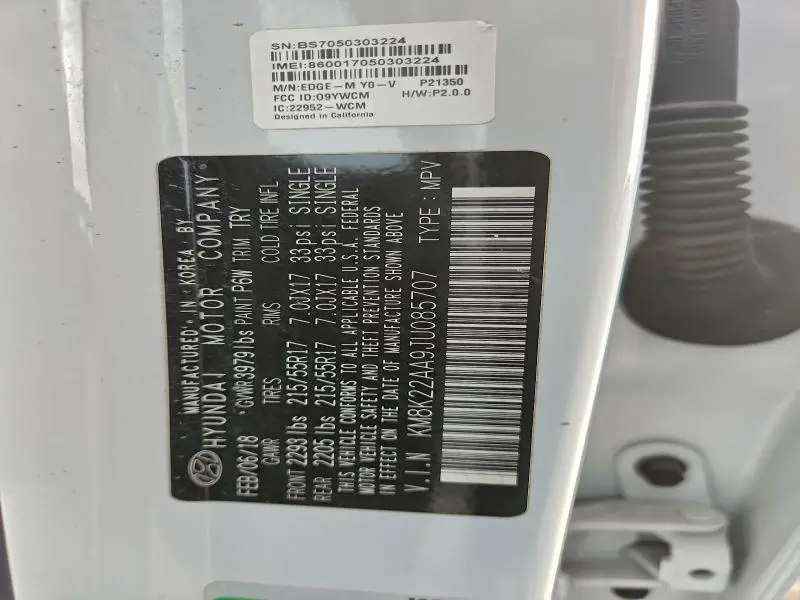 SN:BS7050303224
IMEI:860017050303224
M/N:EDGE-M Y0-V P21350
FCC ID:O9YWCM H/W:P2.0.0
IC:22952-WCM
Designed in California
MANUFACTURED IN KOREA BY
HYUNDAI MOTOR COMPANY
FEB/06/18 GVWR 3979 lbs PAINT P6W TRIM TRY
GAWR TIRES RIMS COLD TIRE INFL
FRONT 2293 lbs 215/55R17 7.0JX17 33psi SINGLE
REAR 2205 lbs 215/55R17 7.0JX17 33psi SINGLE
THIS VEHICLE CONFORMS TO ALL APPLICABLE U.S.A. FEDERAL
MOTOR VEHICLE SAFETY AND THEFT PREVENTION STANDARDS
IN EFFECT ON THE DATE OF MANUFACTURE SHOWN ABOVE
V.I.N KM8K22AA9JU085707 TYPE : MPV